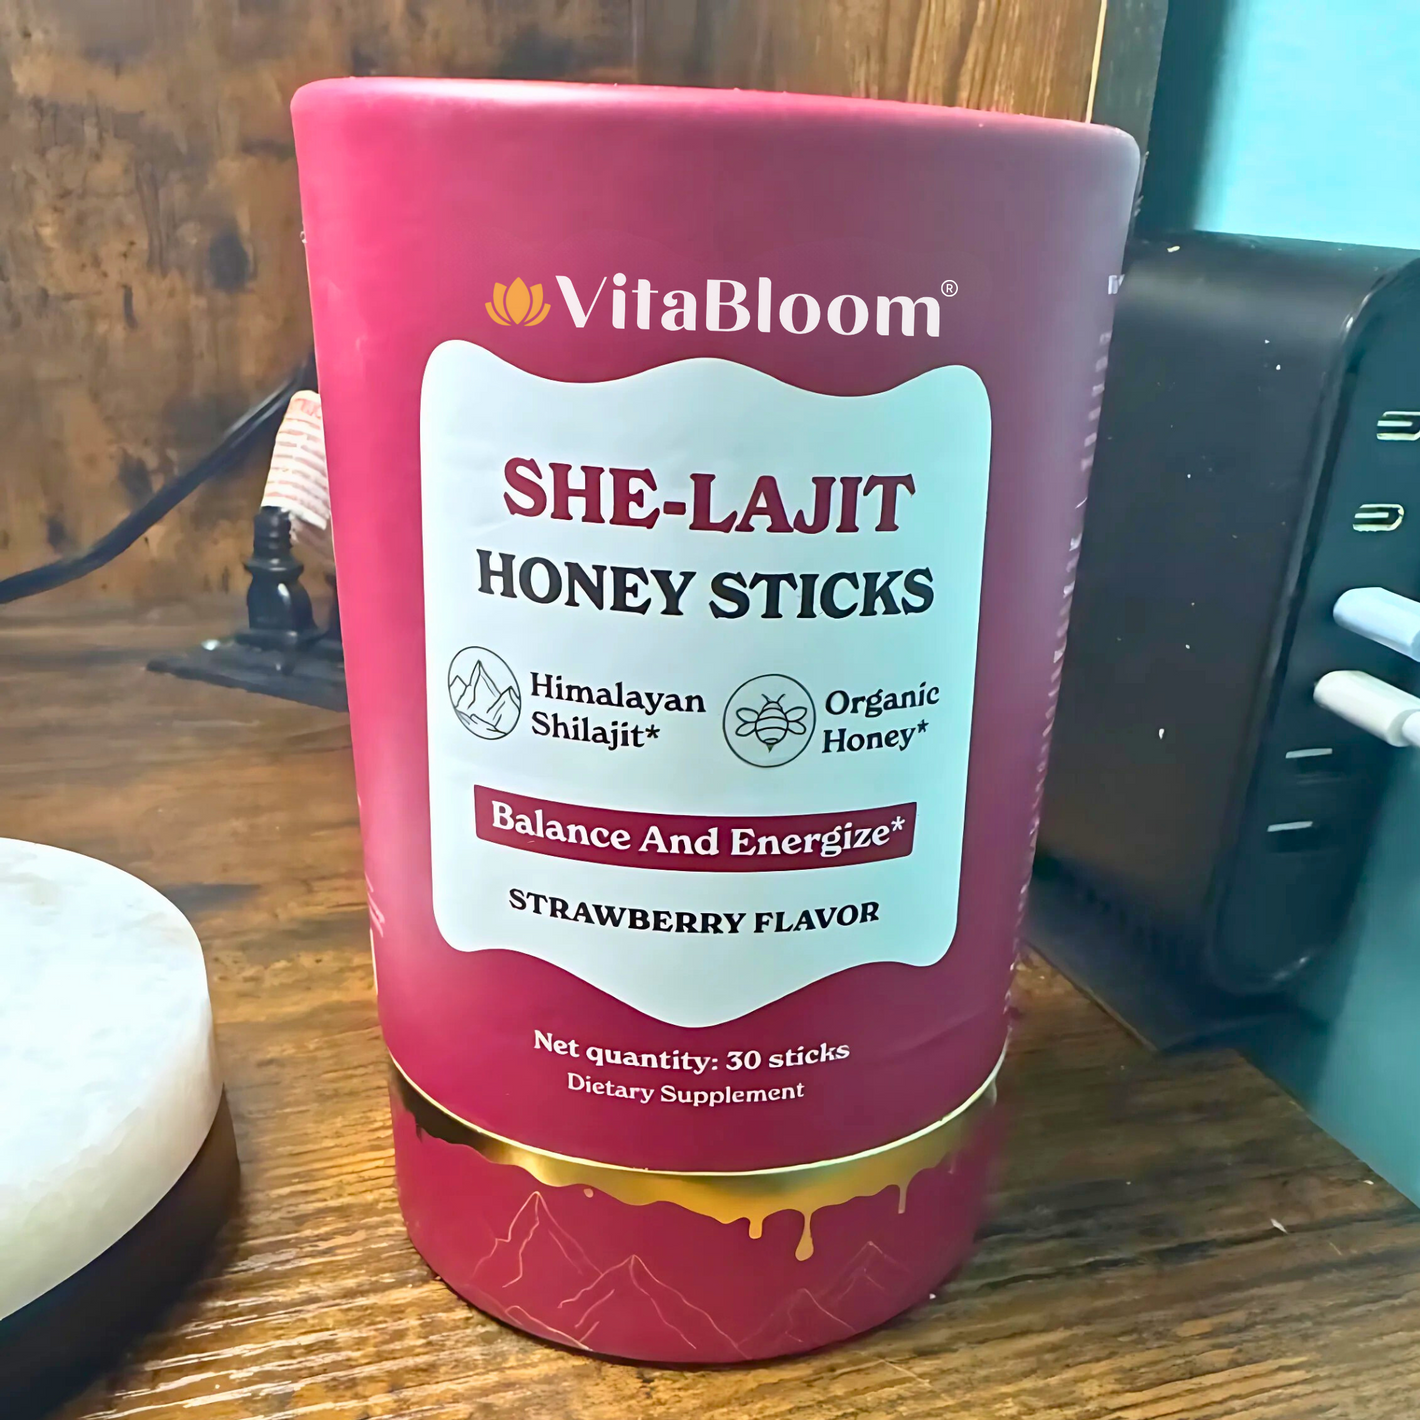 VitaBloom®
SHE-LAJIT
HONEY STICKS
Himalayan
Shilajit*
Organic
Honey*
Balance And Energize*
STRAWBERRY FLAVOR
Net quantity: 30 sticks
Dietary Supplement